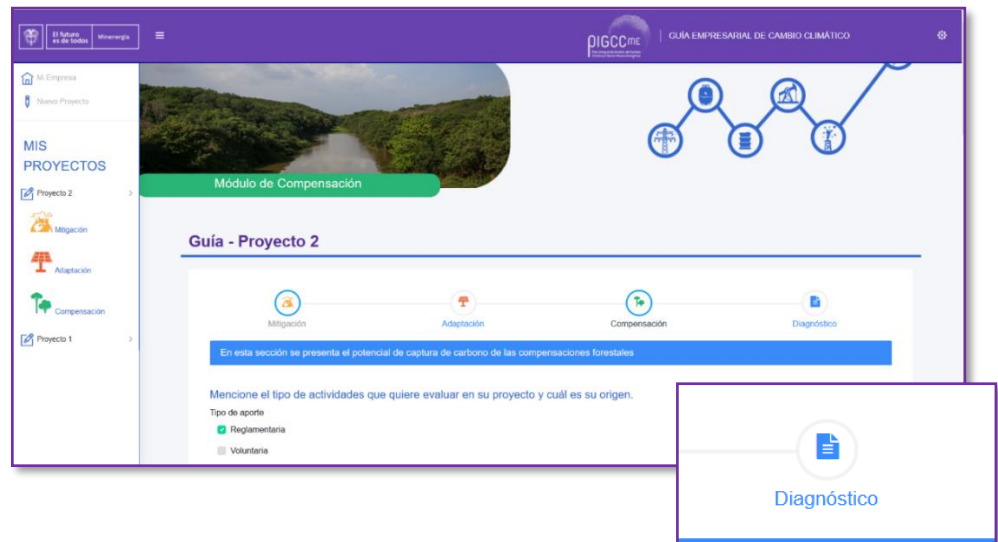 El futuro es de todos
Minenergía
PIGCCme
GUÍA EMPRESARIAL DE CAMBIO CLIMÁTICO
Mi Empresa
Nuevo Proyecto
MIS
PROYECTOS
Proyecto 2
Mitigación
Adaptación
Compensación
Proyecto 1
Módulo de Compensación
Guía - Proyecto 2
Mitigación
Adaptación
Compensación
Diagnóstico
En esta sección se presenta el potencial de captura de carbono de las compensaciones forestales
Mencione el tipo de actividades que quiere evaluar en su proyecto y cuál es su origen.
Tipo de aporte
Reglamentaria
Voluntaria
Diagnóstico